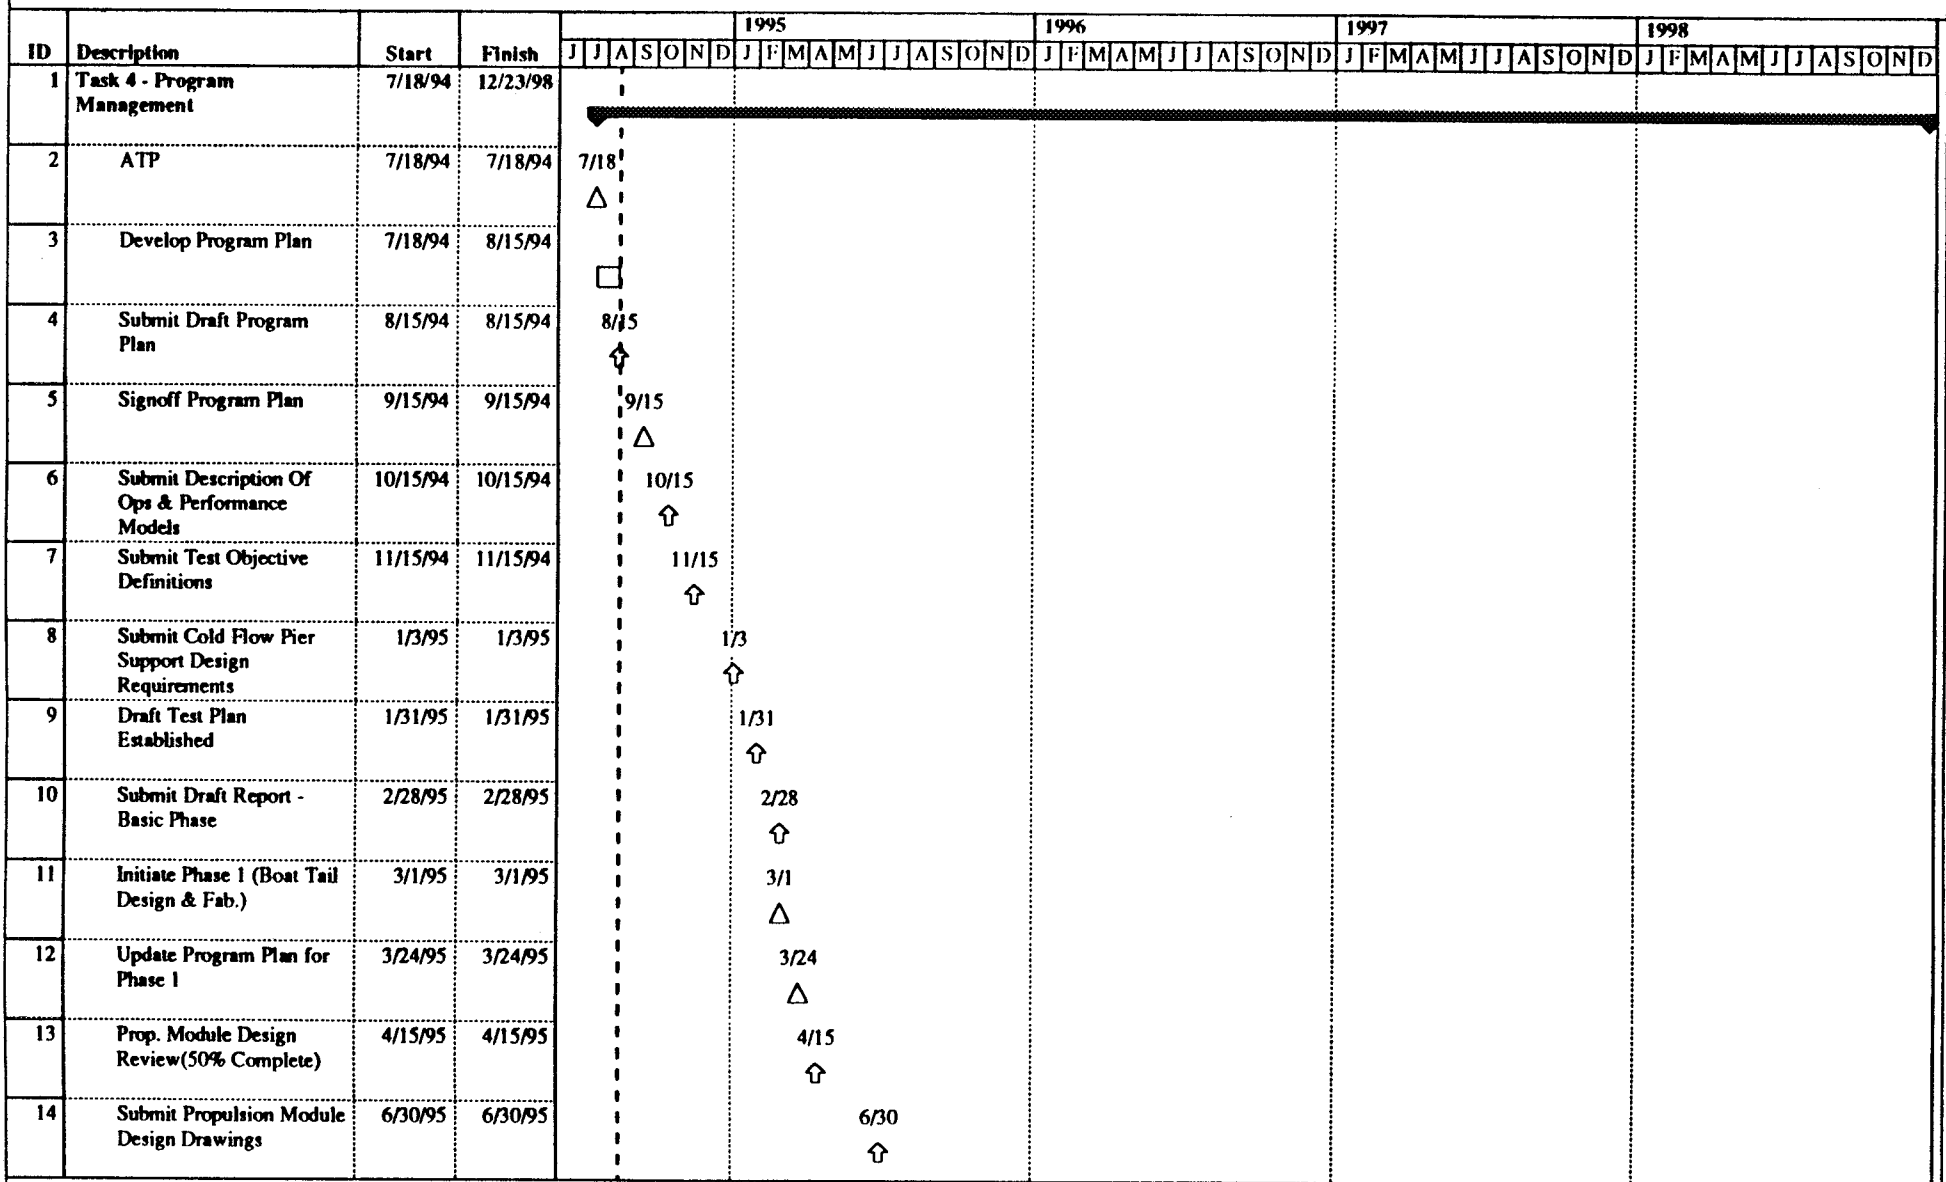 1995 1996 1997 1998
ID Description Start Finish J J A S O N D J F M A M J J A S O N D J F M A M J J A S O N D J F M A M J J A S O N D J F M A M J J A S O N D
1 Task 4 - Program 7/18/94 12/23/98
Management
2 ATP 7/18/94 7/18/94 7/18
3 Develop Program Plan 7/18/94 8/15/94
4 Submit Draft Program 8/15/94 8/15/94 8/15
Plan
5 Signoff Program Plan 9/15/94 9/15/94 9/15
6 Submit Description Of 10/15/94 10/15/94 10/15
Ops & Performance
Models
7 Submit Test Objective 11/15/94 11/15/94 11/15
Definitions
8 Submit Cold Flow Pier 1/3/95 1/3/95 1/3
Support Design
Requirements
9 Draft Test Plan 1/31/95 1/31/95 1/31
Established
10 Submit Draft Report - 2/28/95 2/28/95 2/28
Basic Phase
11 Initiate Phase 1 (Boat Tail 3/1/95 3/1/95 3/1
Design & Fab.)
12 Update Program Plan for 3/24/95 3/24/95 3/24
Phase 1
13 Prop. Module Design 4/15/95 4/15/95 4/15
Review(50% Complete)
14 Submit Propulsion Module 6/30/95 6/30/95 6/30
Design Drawings